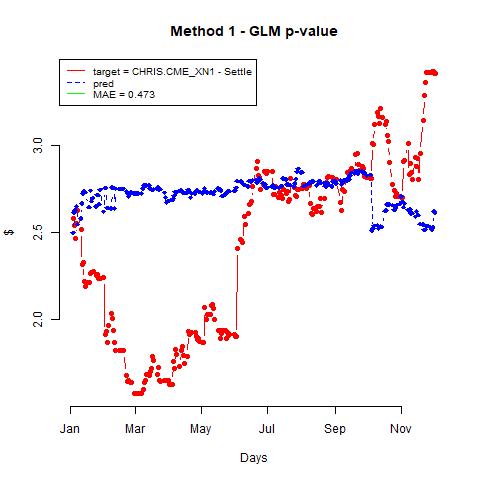 Method 1 - GLM p-value
target = CHRIS.CME_XN1 - Settle
pred
MAE = 0.473
$
3.0
2.5
2.0
Jan Mar May Jul Sep Nov
Days